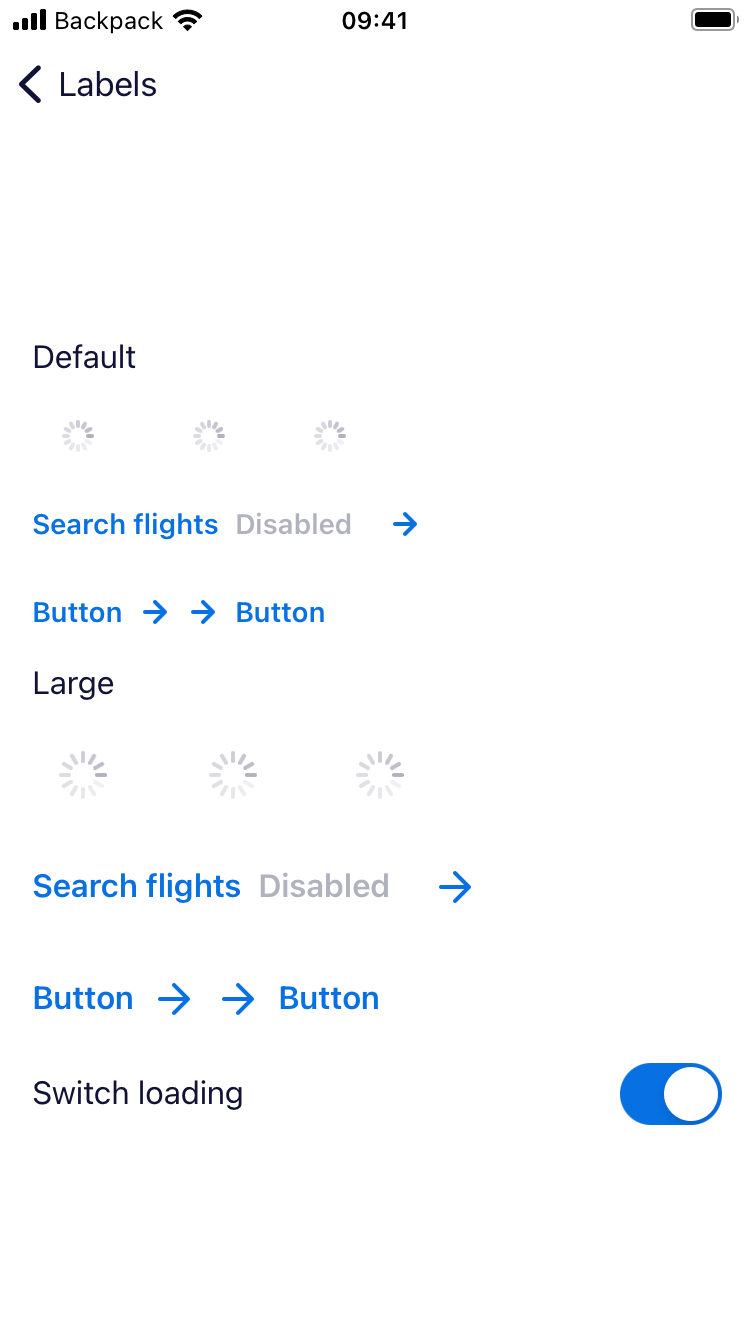 Backpack 09:41
Labels
Default
Search flights Disabled
Button Button
Large
Search flights Disabled
Button Button
Switch loading